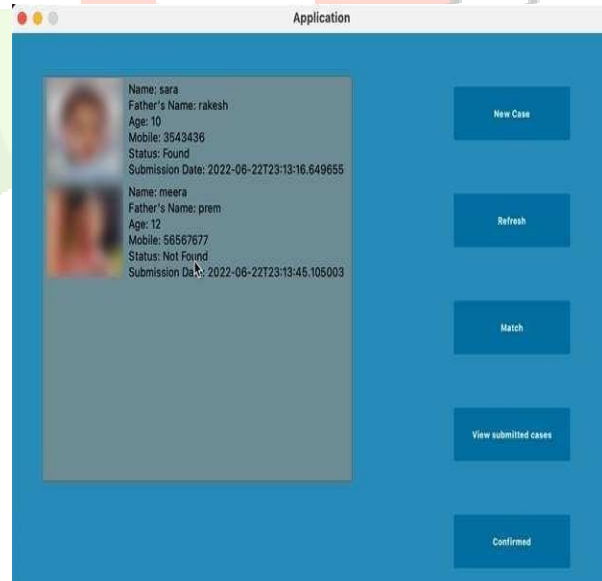 Application
Name: sara
Father's Name: rakesh
Age: 10
Mobile: 3543436
Status: Found
Submission Date: 2022-06-22T23:13:16.649655
Name: meera
Father's Name: prem
Age: 12
Mobile: 56567677
Status: Not Found
Submission Date: 2022-06-22T23:13:45.105003
New Case
Refresh
Match
View submitted cases
Confirmed